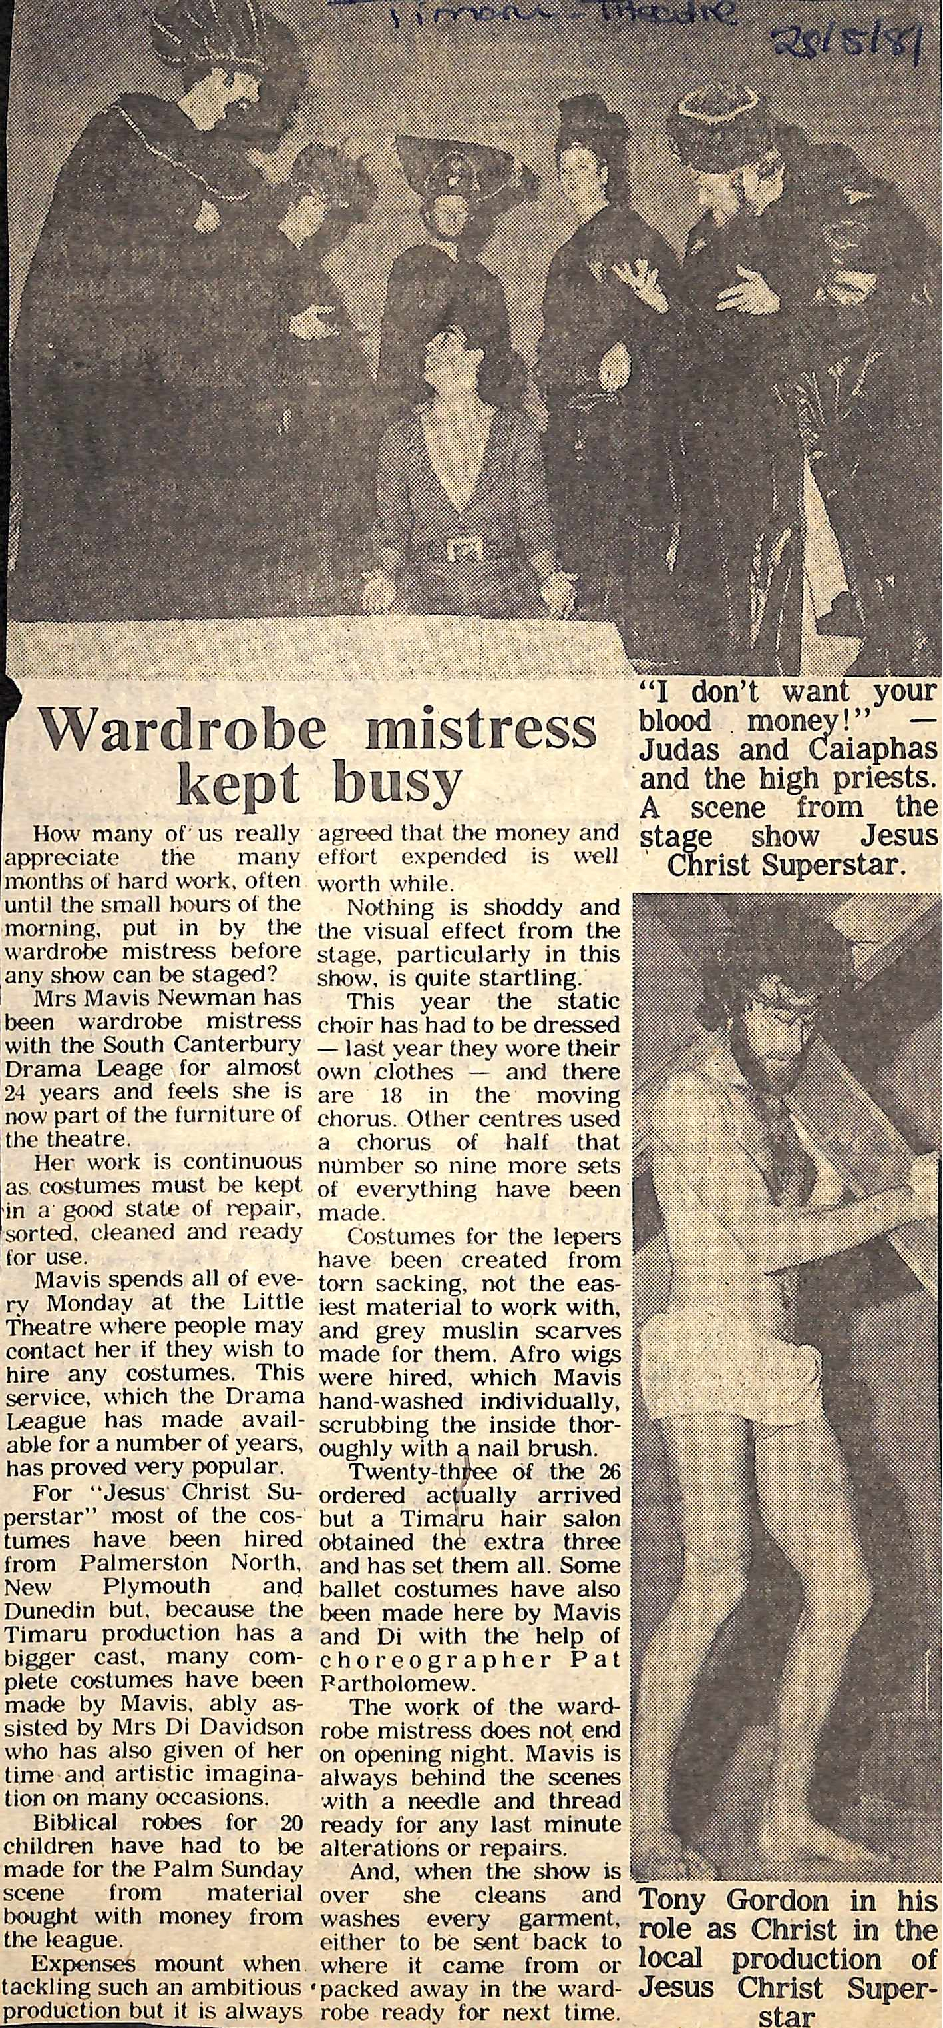 28/5/81
Wardrobe mistress
kept busy
How many of us really
appreciate the many
months of hard work, often
until the small hours of the
morning, put in by the
wardrobe mistress before
any show can be staged?
Mrs Mavis Newman has
been wardrobe mistress
with the South Canterbury
Drama Leage for almost
24 years and feels she is
now part of the furniture of
the theatre.
Her work is continuous
as costumes must be kept
in a good state of repair,
sorted, cleaned and ready
for use.
Mavis spends all of eve-
ry Monday at the Little
Theatre where people may
contact her if they wish to
hire any costumes. This
service, which the Drama
League has made avail-
able for a number of years,
has proved very popular.
For "Jesus Christ Su-
perstar" most of the cos-
tumes have been hired
from Palmerston North,
New Plymouth and
Dunedin but, because the
Timaru production has a
bigger cast, many com-
plete costumes have been
made by Mavis, ably as-
sisted by Mrs Di Davidson
who has also given of her
time and artistic imagina-
tion on many occasions.
Biblical robes for 20
children have had to be
made for the Palm Sunday
scene from material
bought with money from
the league.
Expenses mount when
tackling such an ambitious
production but it is always
agreed that the money and
effort expended is well
worth while.
Nothing is shoddy and
the visual effect from the
stage, particularly in this
show, is quite startling.
This year the static
choir has had to be dressed
— last year they wore their
own clothes — and there
are 18 in the moving
chorus. Other centres used
a chorus of half that
number so nine more sets
of everything have been
made.
Costumes for the lepers
have been created from
torn sacking, not the eas-
iest material to work with,
and grey muslin scarves
made for them. Afro wigs
were hired, which Mavis
hand-washed individually,
scrubbing the inside thor-
oughly with a nail brush.
Twenty-three of the 26
ordered actually arrived
but a Timaru hair salon
obtained the extra three
and has set them all. Some
ballet costumes have also
been made here by Mavis
and Di with the help of
choreographer Pat
Partholomew.
The work of the ward-
robe mistress does not end
on opening night. Mavis is
always behind the scenes
with a needle and thread
ready for any last minute
alterations or repairs.
And, when the show is
over she cleans and
washes every garment,
either to be sent back to
where it came from or
packed away in the ward-
robe ready for next time.
"I don't want your
blood money!" —
Judas and Caiaphas
and the high priests.
A scene from the
stage show Jesus
Christ Superstar.
Tony Gordon in his
role as Christ in the
local production of
Jesus Christ Super-
star